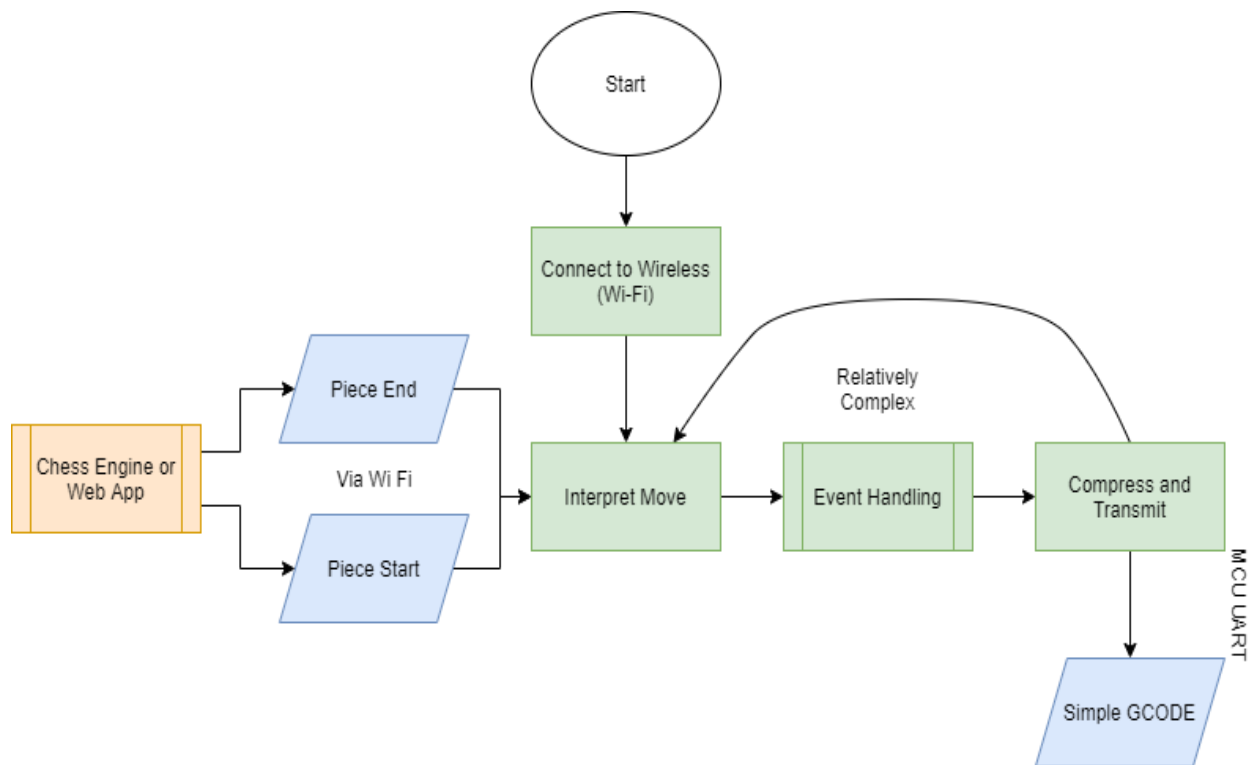 Start
Connect to Wireless
(Wi-Fi)
Piece End
Relatively
Complex
Chess Engine or
Web App
Via Wi Fi
Interpret Move
Event Handling
Compress and
Transmit
Piece Start
MCU UART
Simple GCODE